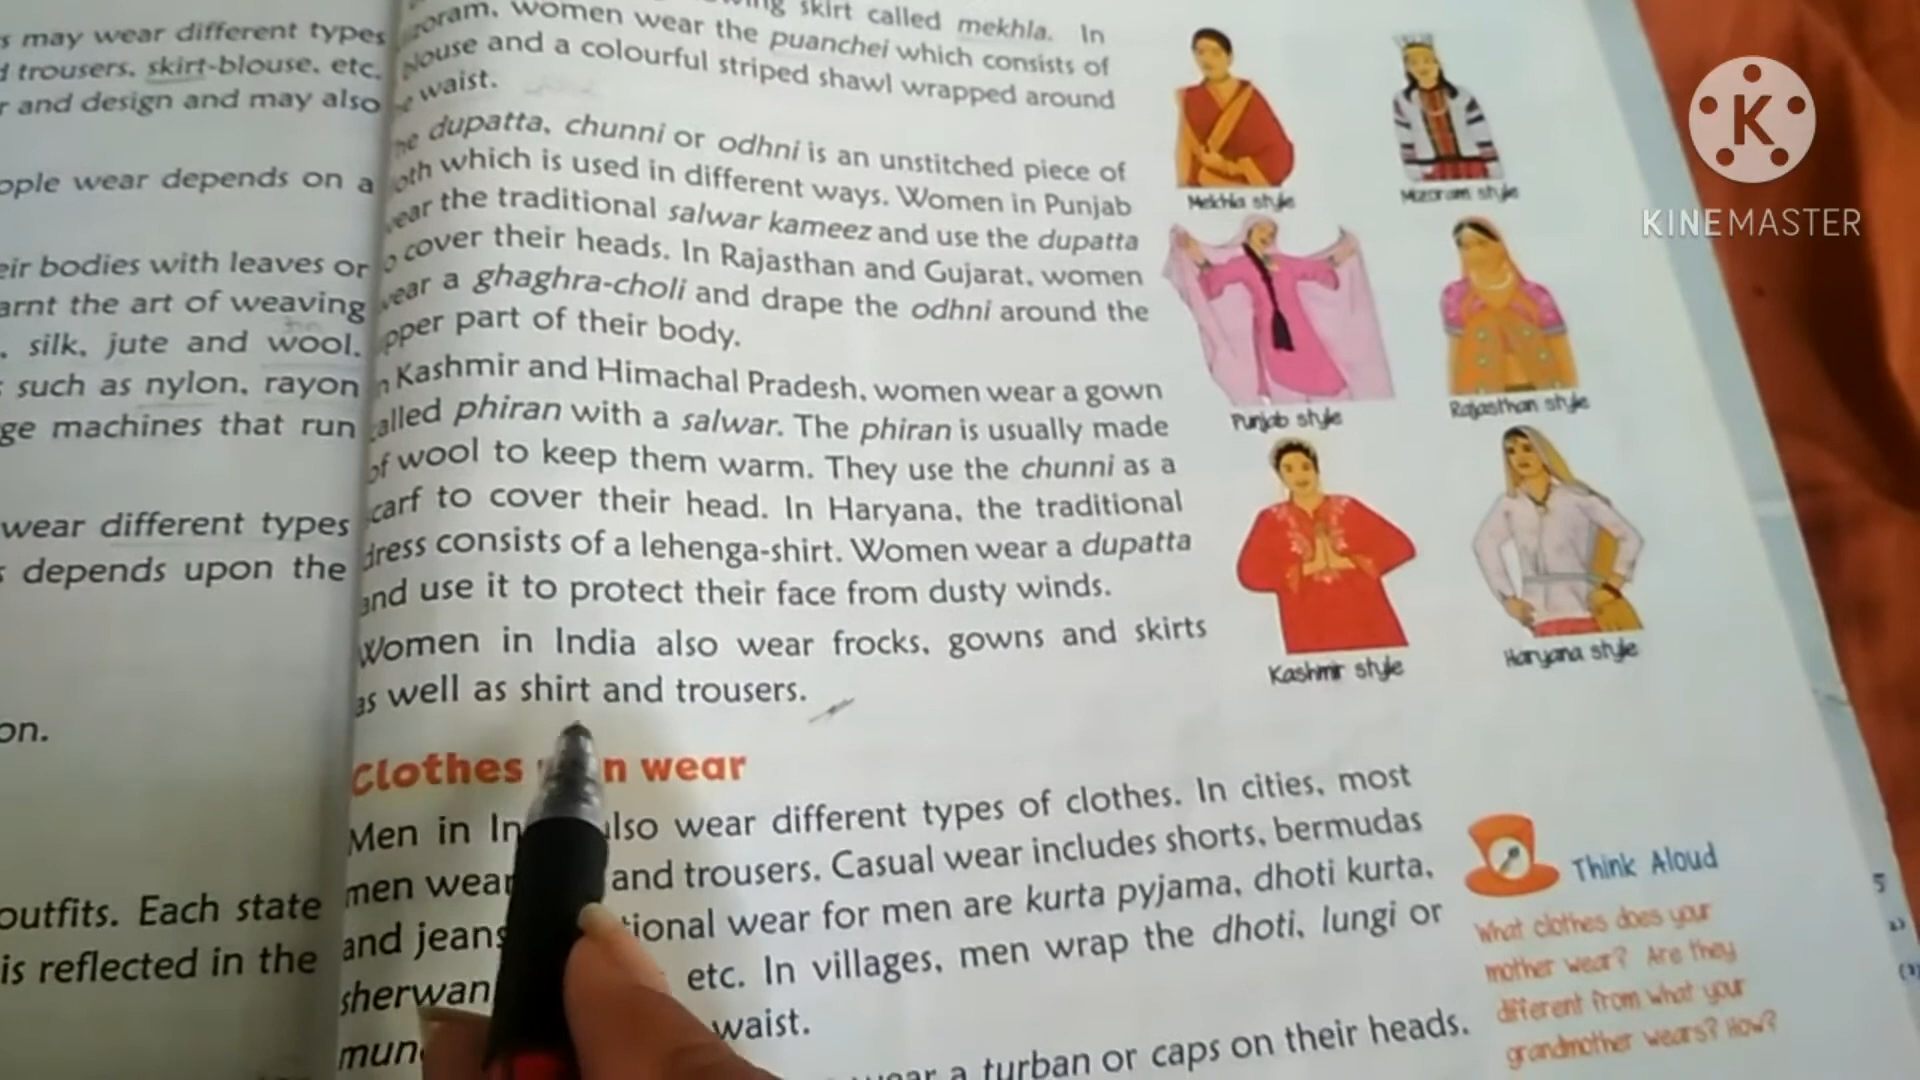 s may wear different types
trousers, skirt-blouse, etc.
r and design and may also
ople wear depends on a
eir bodies with leaves or
arnt the art of weaving
, silk, jute and wool.
such as nylon, rayon
ge machines that run
wear different types
s depends upon the
on.
outfits. Each state
is reflected in the
skirt called mekhla. In
zoram, women wear the puanchei which consists of
blouse and a colourful striped shawl wrapped around
waist.
he dupatta, chunni or odhni is an unstitched piece of
oth which is used in different ways. Women in Punjab
wear the traditional salwar kameez and use the dupatta
o cover their heads. In Rajasthan and Gujarat, women
wear a ghaghra-choli and drape the odhni around the
pper part of their body.
n Kashmir and Himachal Pradesh, women wear a gown
called phiran with a salwar. The phiran is usually made
of wool to keep them warm. They use the chunni as a
carf to cover their head. In Haryana, the traditional
dress consists of a lehenga-shirt. Women wear a dupatta
and use it to protect their face from dusty winds.
Women in India also wear frocks, gowns and skirts
as well as shirt and trousers.
Clothes n wear
Men in In also wear different types of clothes. In cities, most
men wear and trousers. Casual wear includes shorts, bermudas
and jeans tional wear for men are kurta pyjama, dhoti kurta,
sherwan etc. In villages, men wrap the dhoti, lungi or
mun waist.
wear a turban or caps on their heads.
Mekhla style
Mizoram style
Punjab style
Rajasthan style
Kashmir style
Haryana style
Think Aloud
What clothes does your
mother wear? Are they
different from what your
grandmother wears? How?
K
KINEMASTER